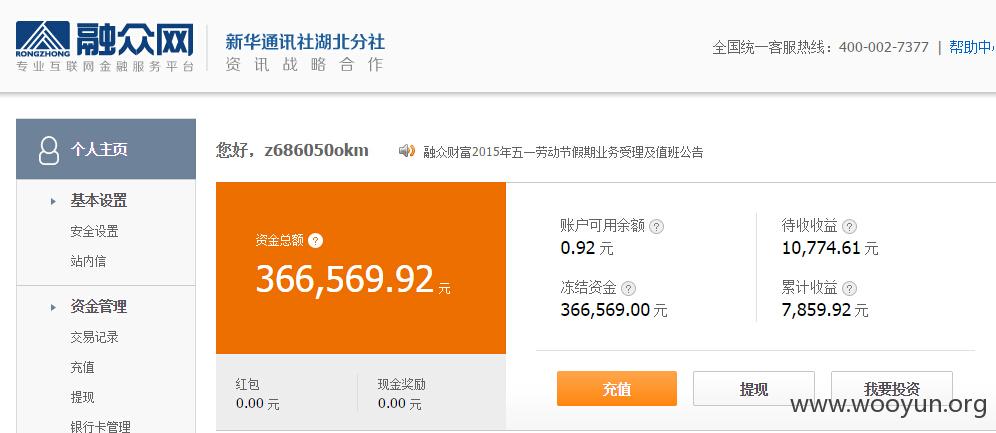 融众网
RONGZHONG
专业互联网金融服务平台
新华通讯社湖北分社
资讯战略合作
全国统一客服热线：400-002-7377 | 帮助中
个人主页
基本设置
安全设置
站内信
资金管理
交易记录
充值
提现
银行卡管理
您好，z686050okm
融众财富2015年五一劳动节假期业务受理及值班公告
资金总额 ?
366,569.92 元
红包
0.00 元
现金奖励
0.00 元
账户可用余额 ?
0.92 元
待收收益 ?
10,774.61 元
冻结资金 ?
366,569.00 元
累计收益 ?
7,859.92 元
充值
提现
我要投资
www.wooyun.org